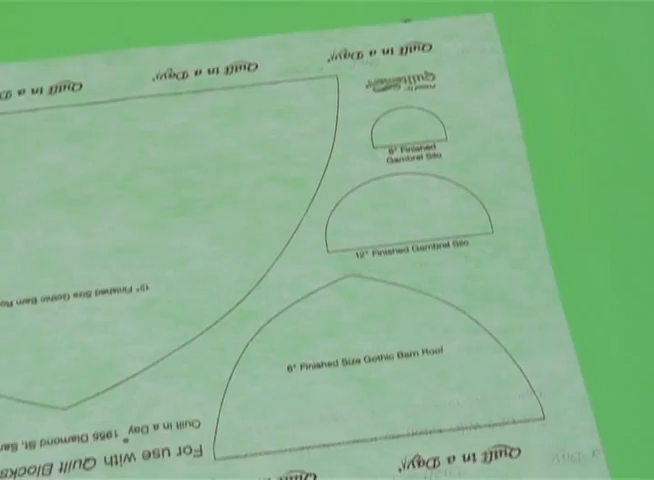 Quilt in a Day®
Quilt in a Day®
Quilt in a Day®
6" Finished
Gambrel Silo
12" Finished Gambrel Silo
12" Finished Size Gothic Barn
6" Finished Size Gothic Barn Roof
Quilt in a Day® 1955 Diamond St.
For use with Quilt Blocks
Quilt in a Day®